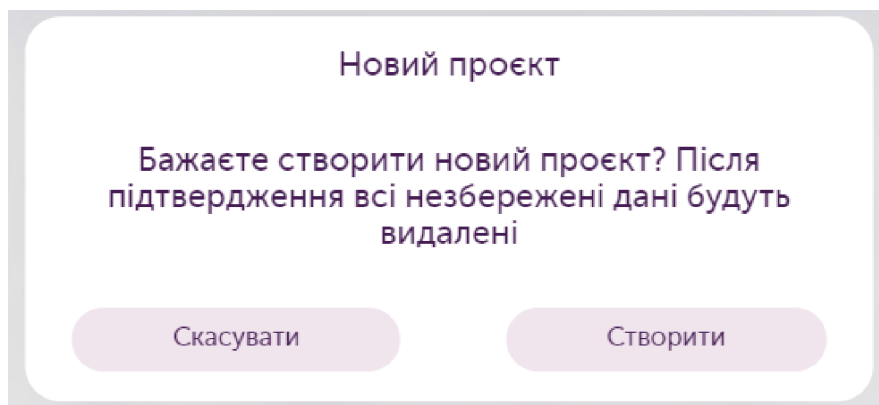 Новий проєкт
Бажаєте створити новий проєкт? Після
підтвердження всі незбережені дані будуть
видалені
Скасувати
Створити